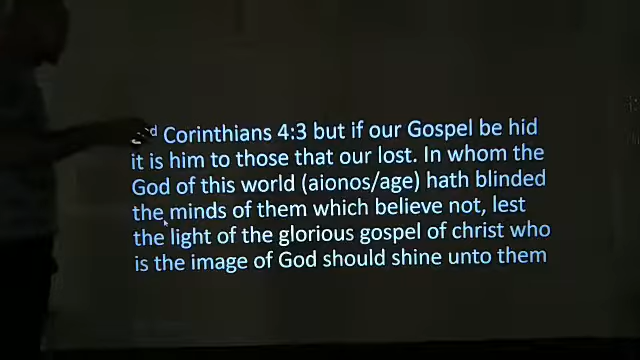 nd Corinthians 4:3 but if our Gospel be hid
it is him to those that our lost. In whom the
God of this world (aionos/age) hath blinded
the minds of them which believe not, lest
the light of the glorious gospel of christ who
is the image of God should shine unto them